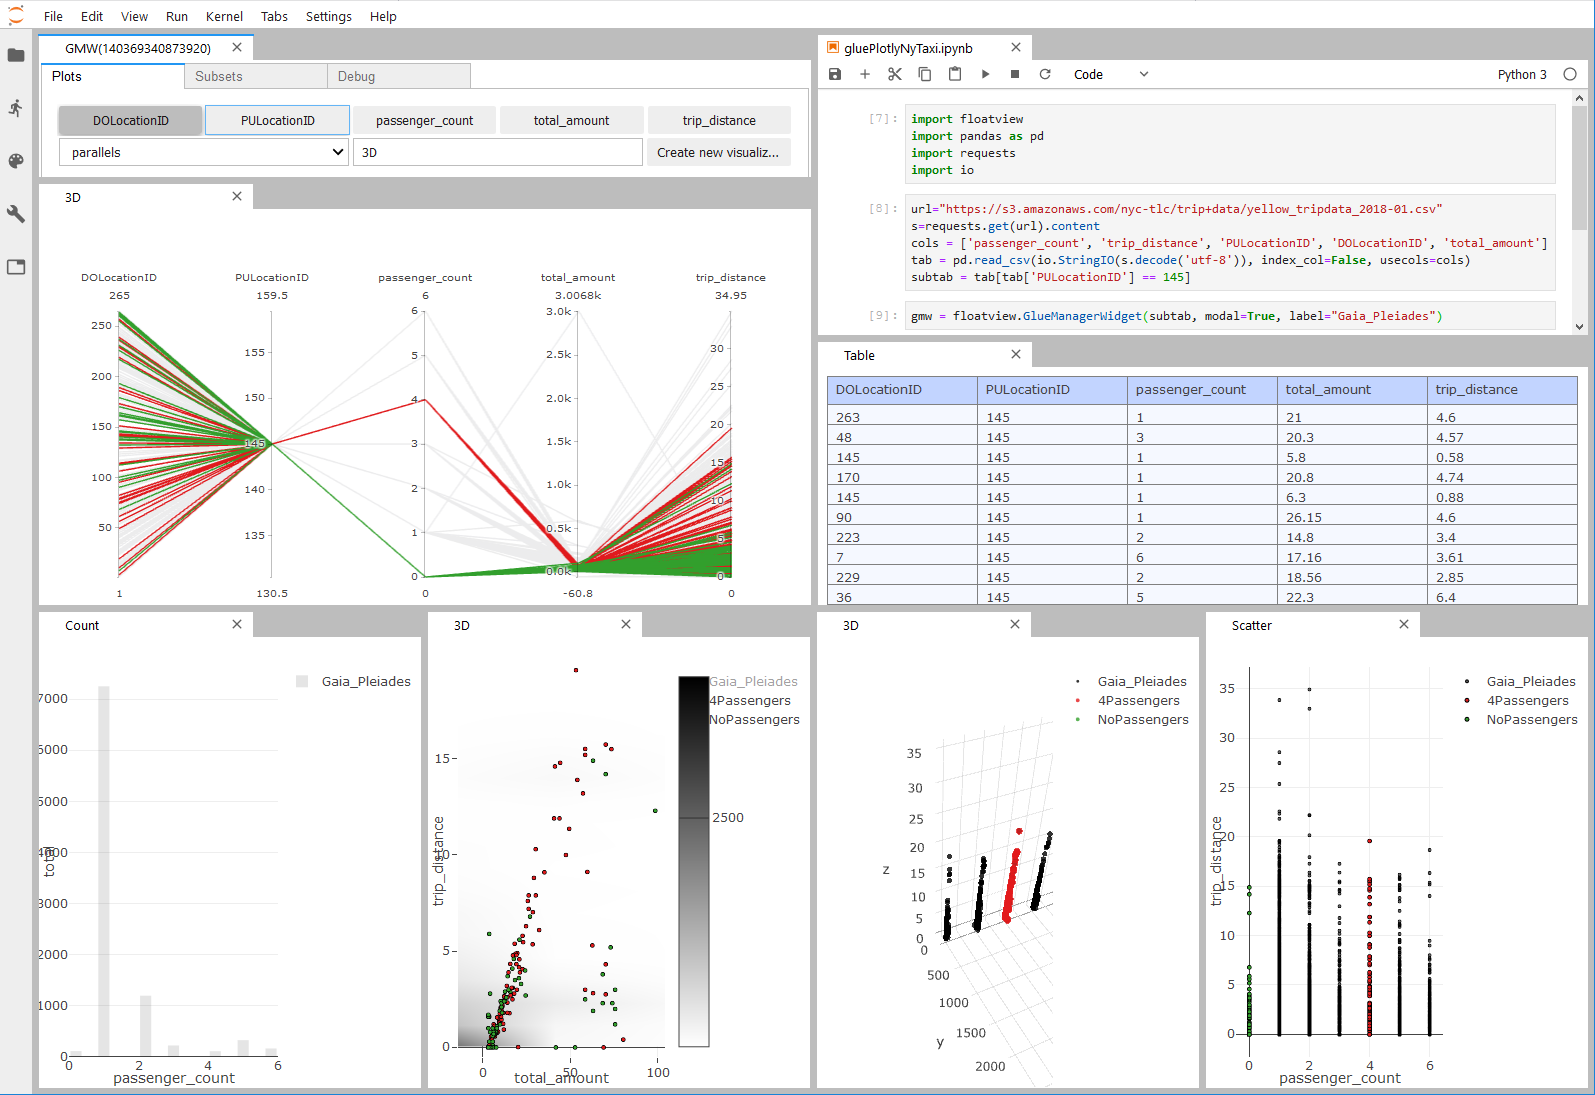 File Edit View Run Kernel Tabs Settings Help
GMW(140369340873920)
Plots Subsets Debug
DOLocationID PULocationID passenger_count total_amount trip_distance
parallels 3D Create new visualiz...
3D
DOLocationID PULocationID passenger_count total_amount trip_distance
265 159.5 6 3.0068k 34.95
250
200
150
100
50
155
150
145
140
135
6
5
4
3
2
1
0
3.0k
2.5k
2.0k
1.5k
1.0k
0.5k
0.0k
30
25
20
15
10
5
0
1 130.5 0 -60.8 0
gluePlotlyNyTaxi.ipynb
Code Python 3
[7]: import floatview
import pandas as pd
import requests
import io
[8]: url="https://s3.amazonaws.com/nyc-tlc/trip+data/yellow_tripdata_2018-01.csv"
s=requests.get(url).content
cols = ['passenger_count', 'trip_distance', 'PULocationID', 'DOLocationID', 'total_amount']
tab = pd.read_csv(io.StringIO(s.decode('utf-8')), index_col=False, usecols=cols)
subtab = tab[tab['PULocationID'] == 145]
[9]: gmw = floatview.GlueManagerWidget(subtab, modal=True, label="Gaia_Pleiades")
Table
DOLocationID PULocationID passenger_count total_amount trip_distance
263 145 1 21 4.6
48 145 3 20.3 4.57
145 145 1 5.8 0.58
170 145 1 20.8 4.74
145 145 1 6.3 0.88
90 145 1 26.15 4.6
223 145 2 14.8 3.4
7 145 6 17.16 3.61
229 145 2 18.56 2.85
36 145 5 22.3 6.4
Count
Gaia_Pleiades
7000
6000
5000
4000
3000
2000
1000
0
total
0 2 4 6
passenger_count
3D
Gaia_Pleiades
4Passengers
NoPassengers
2500
15
10
5
0
trip_distance
0 50 100
total_amount
3D
Gaia_Pleiades
4Passengers
NoPassengers
35
30
25
20
15
10
5
0
z
0
500
1000
1500
2000
y
Scatter
Gaia_Pleiades
4Passengers
NoPassengers
35
30
25
20
15
10
5
0
trip_distance
0 2 4 6
passenger_count